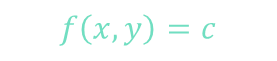 f(x, y) = c